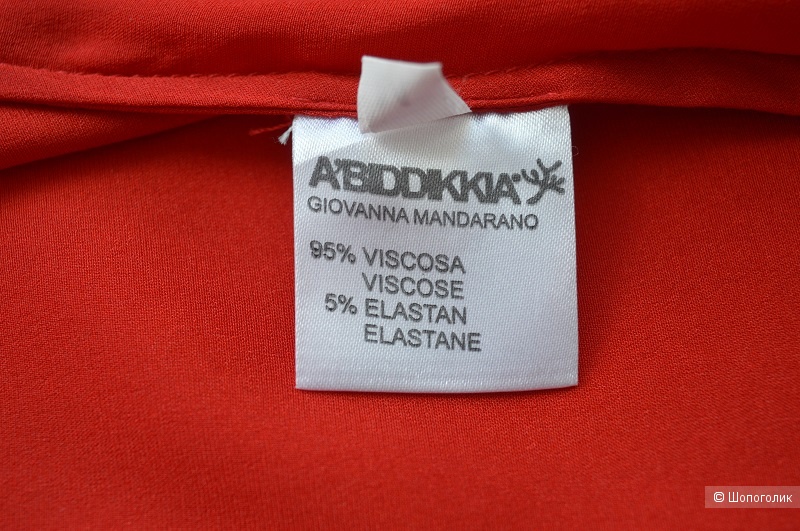 A'BIDDIKKIA
GIOVANNA MANDARANO
95% VISCOSA
VISCOSE
5% ELASTAN
ELASTANE
© Шопоголик